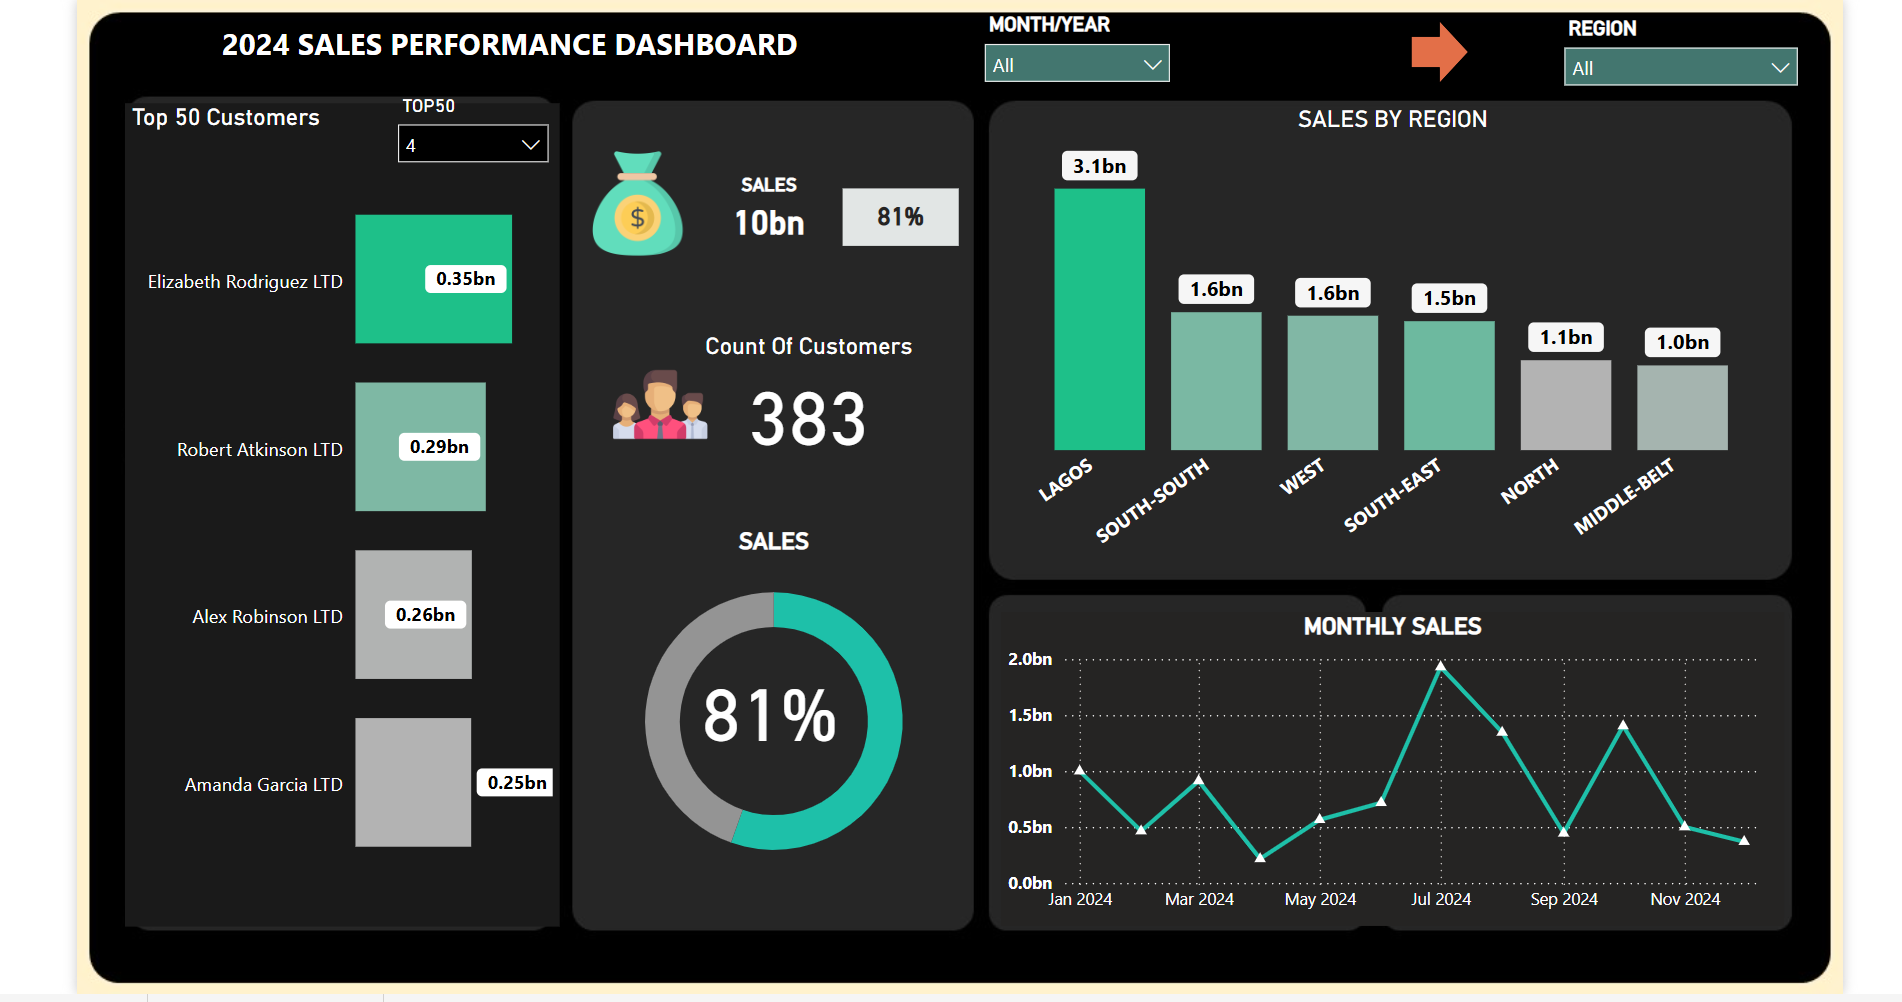 2024 SALES PERFORMANCE DASHBOARD
MONTH/YEAR
All
REGION
All
Top 50 Customers
TOP50
4
Elizabeth Rodriguez LTD
0.35bn
Robert Atkinson LTD
0.29bn
Alex Robinson LTD
0.26bn
Amanda Garcia LTD
0.25bn
$
SALES
10bn
81%
Count Of Customers
383
SALES
81%
SALES BY REGION
3.1bn
1.6bn
1.6bn
1.5bn
1.1bn
1.0bn
LAGOS
SOUTH-SOUTH
WEST
SOUTH-EAST
NORTH
MIDDLE-BELT
MONTHLY SALES
2.0bn
1.5bn
1.0bn
0.5bn
0.0bn
Jan 2024
Mar 2024
May 2024
Jul 2024
Sep 2024
Nov 2024